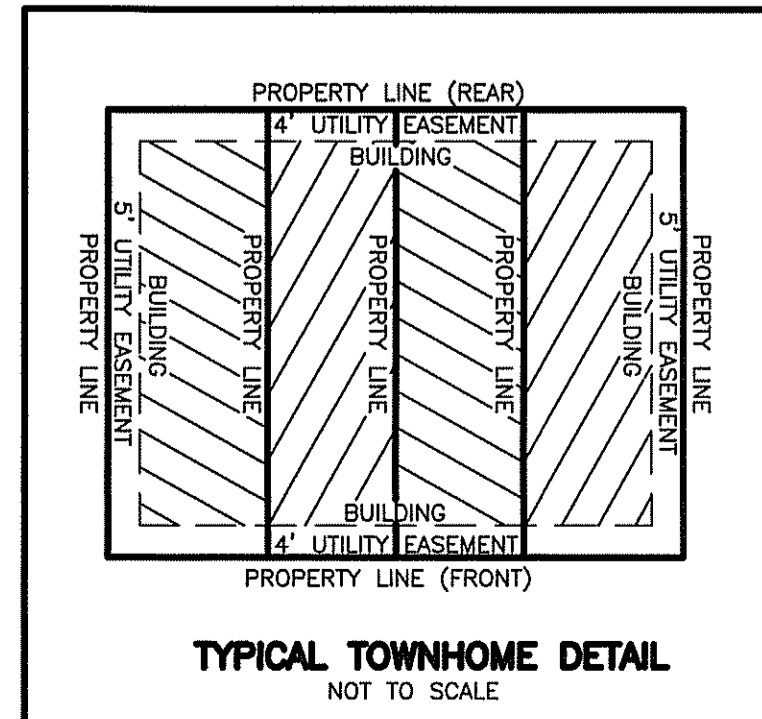 PROPERTY LINE (REAR)
4' UTILITY EASEMENT
BUILDING
PROPERTY LINE
5' UTILITY EASEMENT
BUILDING
PROPERTY LINE
PROPERTY LINE
PROPERTY LINE
BUILDING
5' UTILITY EASEMENT
PROPERTY LINE
BUILDING
4' UTILITY EASEMENT
PROPERTY LINE (FRONT)
TYPICAL TOWNHOME DETAIL
NOT TO SCALE